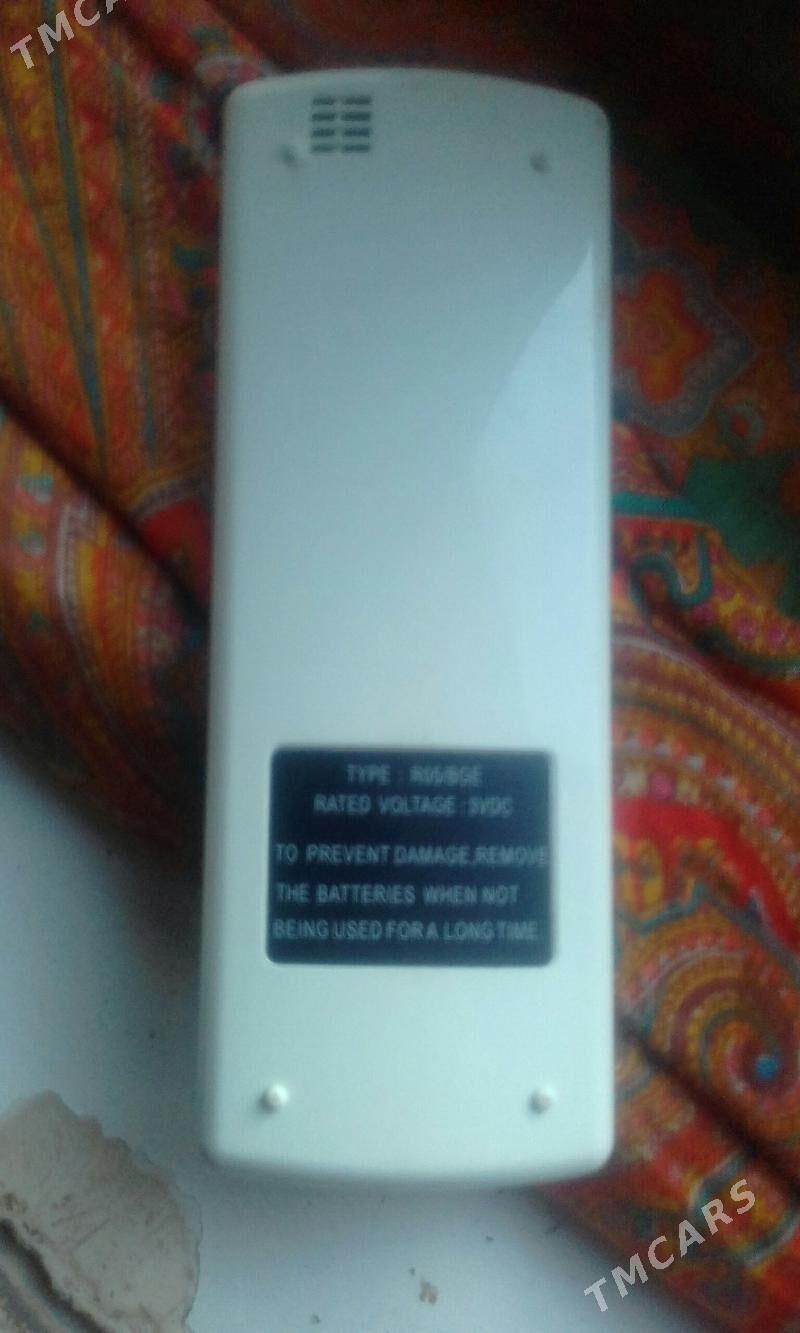 TMCA
TYPE : R05/BGE
RATED VOLTAGE : 3VDC
TO PREVENT DAMAGE,REMOVE
THE BATTERIES WHEN NOT
BEING USED FOR A LONG TIME.
TMCARS